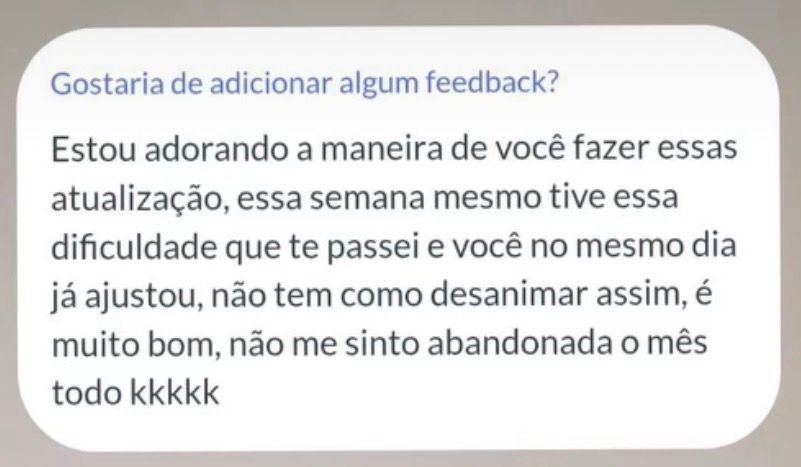 Gostaria de adicionar algum feedback?
Estou adorando a maneira de você fazer essas
atualização, essa semana mesmo tive essa
dificuldade que te passei e você no mesmo dia
já ajustou, não tem como desanimar assim, é
muito bom, não me sinto abandonada o mês
todo kkkkk